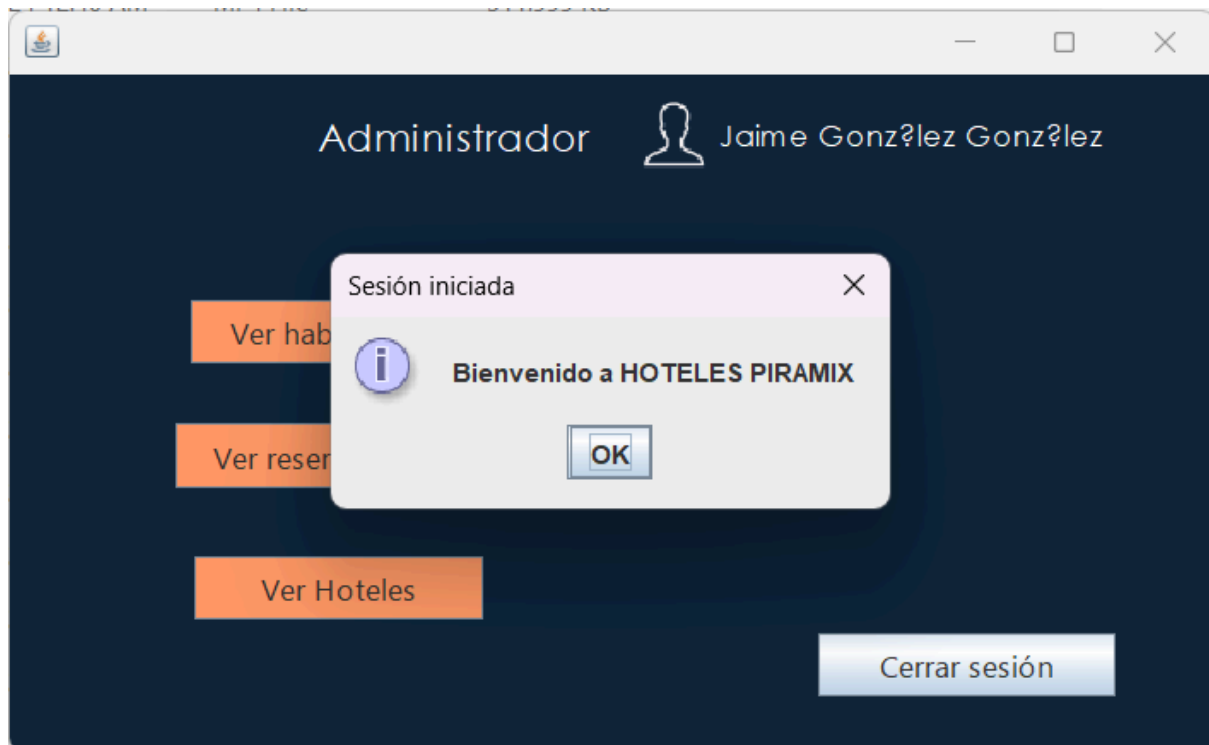 Administrador
Jaime Gonz?lez Gonz?lez
Sesión iniciada
Bienvenido a HOTELES PIRAMIX
OK
Ver hab
Ver reser
Ver Hoteles
Cerrar sesión